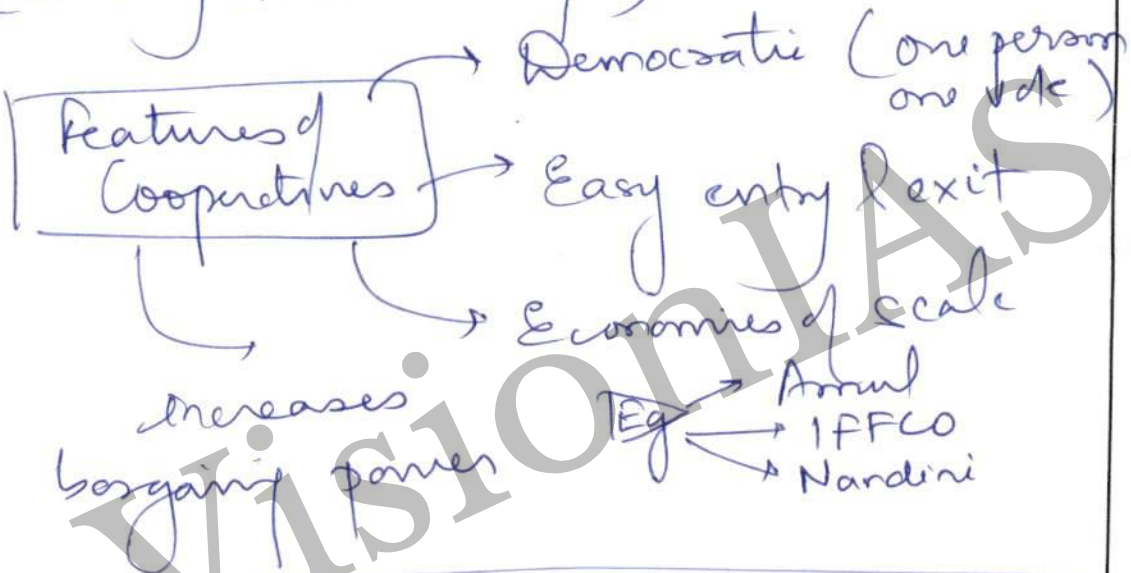 Features of
Cooperatives
Democratic (one person
one vote)
Easy entry & exit
Economies of scale
increases
bargaing power
Eg
Amul
IFFCO
Nandini
VisionIAS